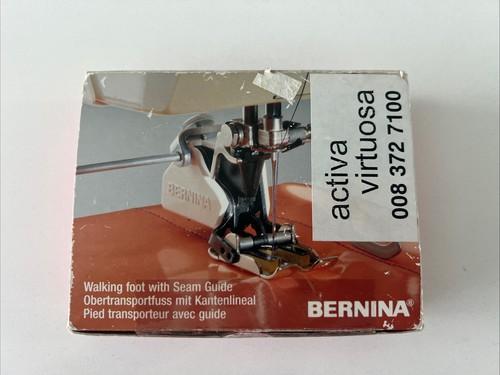 activa
virtuosa
008 372 7100
BERNINA
Walking foot with Seam Guide
Obertransportfuss mit Kantenlineal
Pied transporteur avec guide
BERNINA®